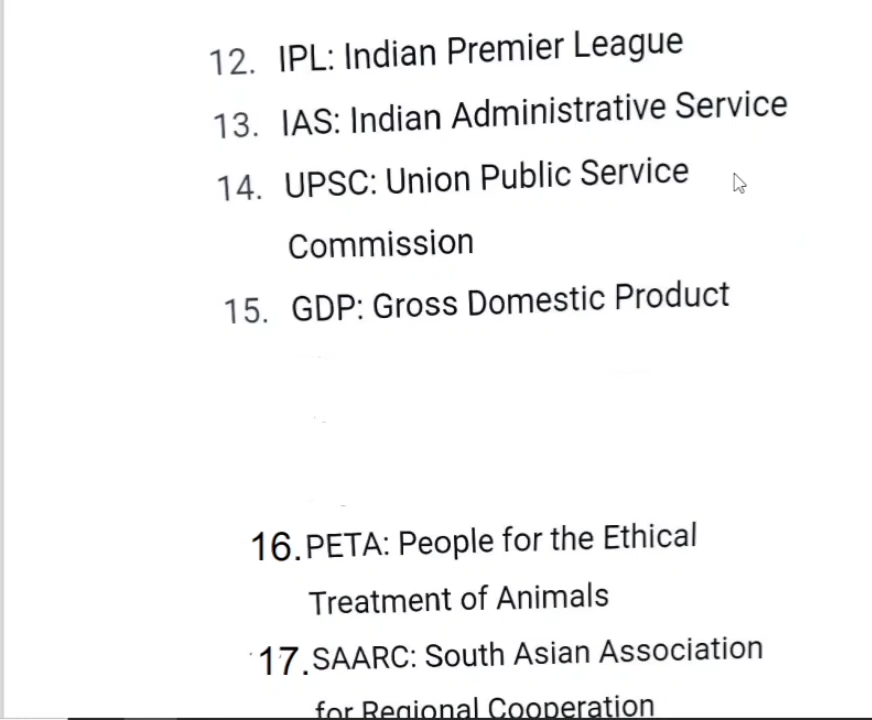 12. IPL: Indian Premier League
13. IAS: Indian Administrative Service
14. UPSC: Union Public Service
Commission
15. GDP: Gross Domestic Product
16. PETA: People for the Ethical
Treatment of Animals
17. SAARC: South Asian Association
for Regional Cooperation